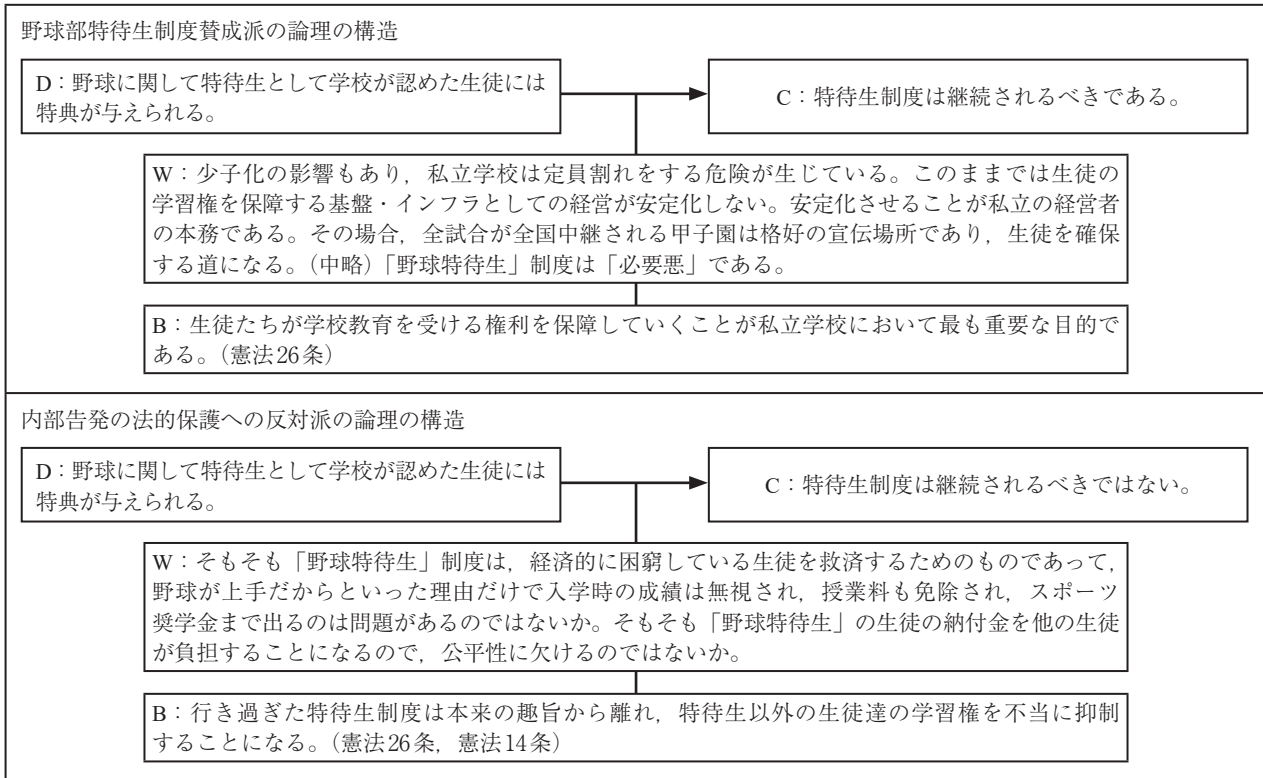 野球部特待生制度賛成派の論理の構造
D：野球に関して特待生として学校が認めた生徒には
特典が与えられる。
C：特待生制度は継続されるべきである。
W：少子化の影響もあり，私立学校は定員割れをする危険が生じている。このままでは生徒の
学習権を保障する基盤・インフラとしての経営が安定化しない。安定化させることが私立の経営者
の本務である。その場合，全試合が全国中継される甲子園は格好の宣伝場所であり，生徒を確保
する道になる。（中略）「野球特待生」制度は「必要悪」である。
B：生徒たちが学校教育を受ける権利を保障していくことが私立学校において最も重要な目的で
ある。（憲法26条）
内部告発の法的保護への反対派の論理の構造
D：野球に関して特待生として学校が認めた生徒には
特典が与えられる。
C：特待生制度は継続されるべきではない。
W：そもそも「野球特待生」制度は，経済的に困窮している生徒を救済するためのものであって，
野球が上手だからといった理由だけで入学時の成績は無視され，授業料も免除され，スポーツ
奨学金まで出るのは問題があるのではないか。そもそも「野球特待生」の生徒の納付金を他の生徒
が負担することになるので，公平性に欠けるのではないか。
B：行き過ぎた特待生制度は本来の趣旨から離れ，特待生以外の生徒達の学習権を不当に抑制
することになる。（憲法26条，憲法14条）